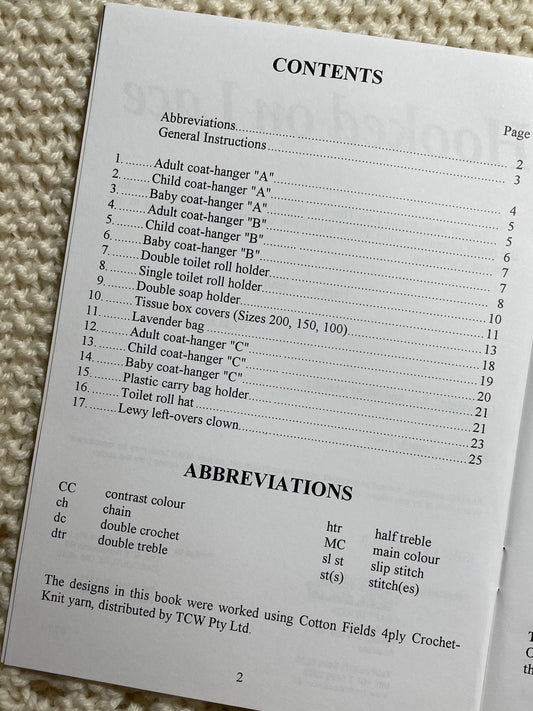 CONTENTS
Page
Abbreviations..........2
General Instructions..........3
1.........Adult coat-hanger "A"..........4
2.........Child coat-hanger "A"..........5
3.........Baby coat-hanger "A"..........5
4.........Adult coat-hanger "B"..........6
5.........Child coat-hanger "B"..........7
6.........Baby coat-hanger "B"..........7
7.........Double toilet roll holder..........8
8.........Single toilet roll holder..........10
9.........Double soap holder..........11
10.........Tissue box covers (Sizes 200, 150, 100)..........13
11.........Lavender bag..........18
12.........Adult coat-hanger "C"..........19
13.........Child coat-hanger "C"..........20
14.........Baby coat-hanger "C"..........21
15.........Plastic carry bag holder..........21
16.........Toilet roll hat..........23
17.........Lewy left-overs clown..........25
ABBREVIATIONS
CC contrast colour
ch chain
dc double crochet
dtr double treble
htr half treble
MC main colour
sl st slip stitch
st(s) stitch(es)
The designs in this book were worked using Cotton Fields 4ply Crochet-
Knit yarn, distributed by TCW Pty Ltd.
2